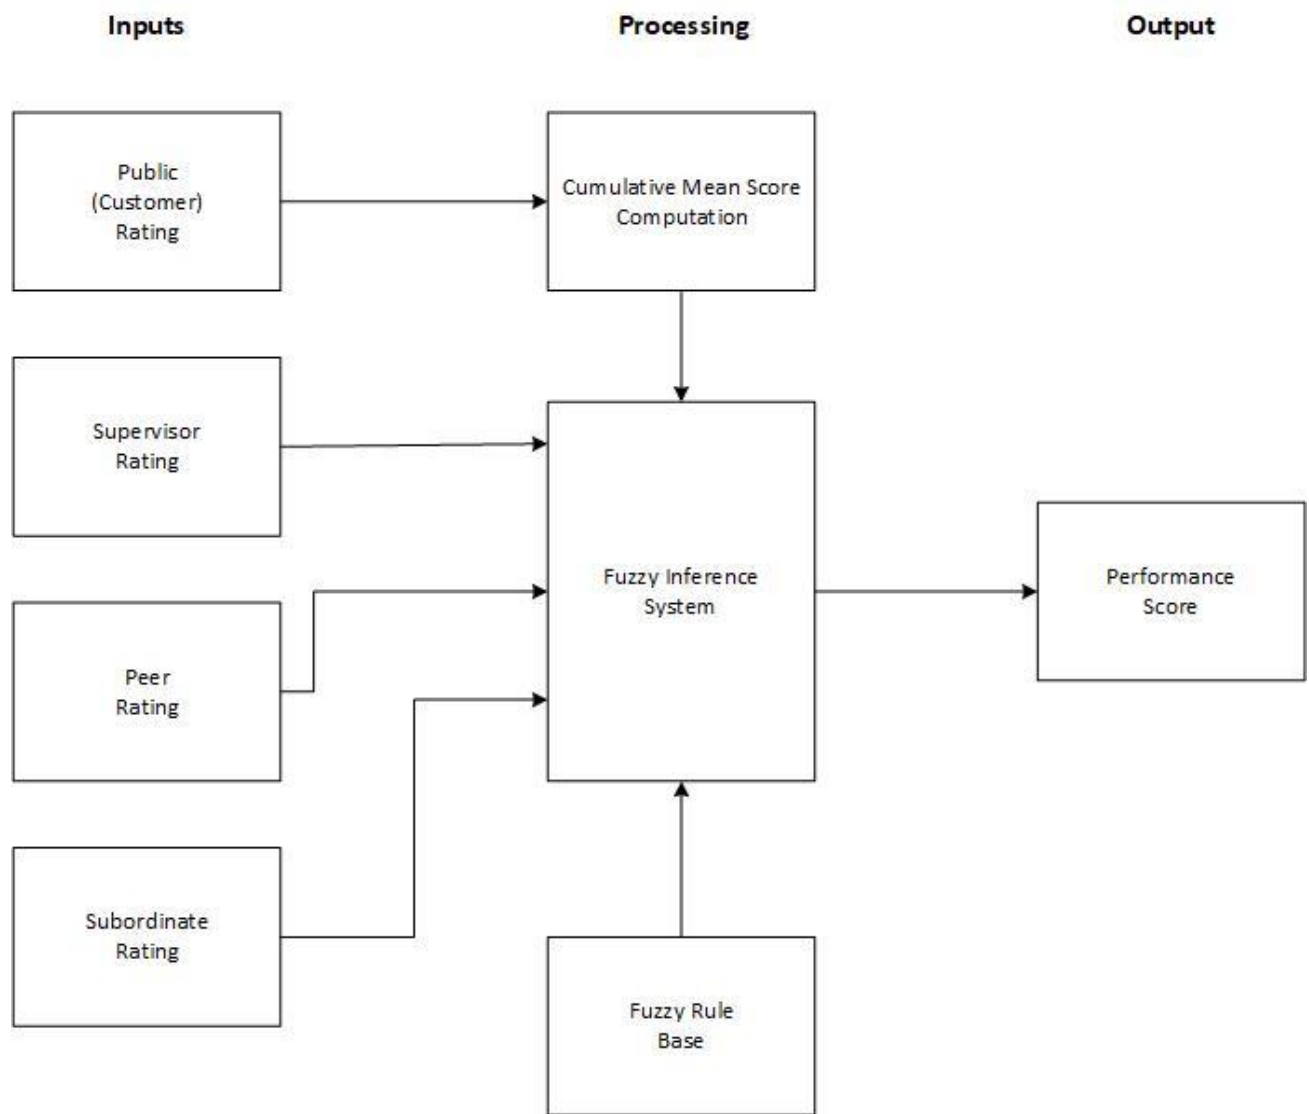 Inputs
Processing
Output
Public
(Customer)
Rating
Cumulative Mean Score
Computation
Supervisor
Rating
Fuzzy Inference
System
Performance
Score
Peer
Rating
Subordinate
Rating
Fuzzy Rule
Base